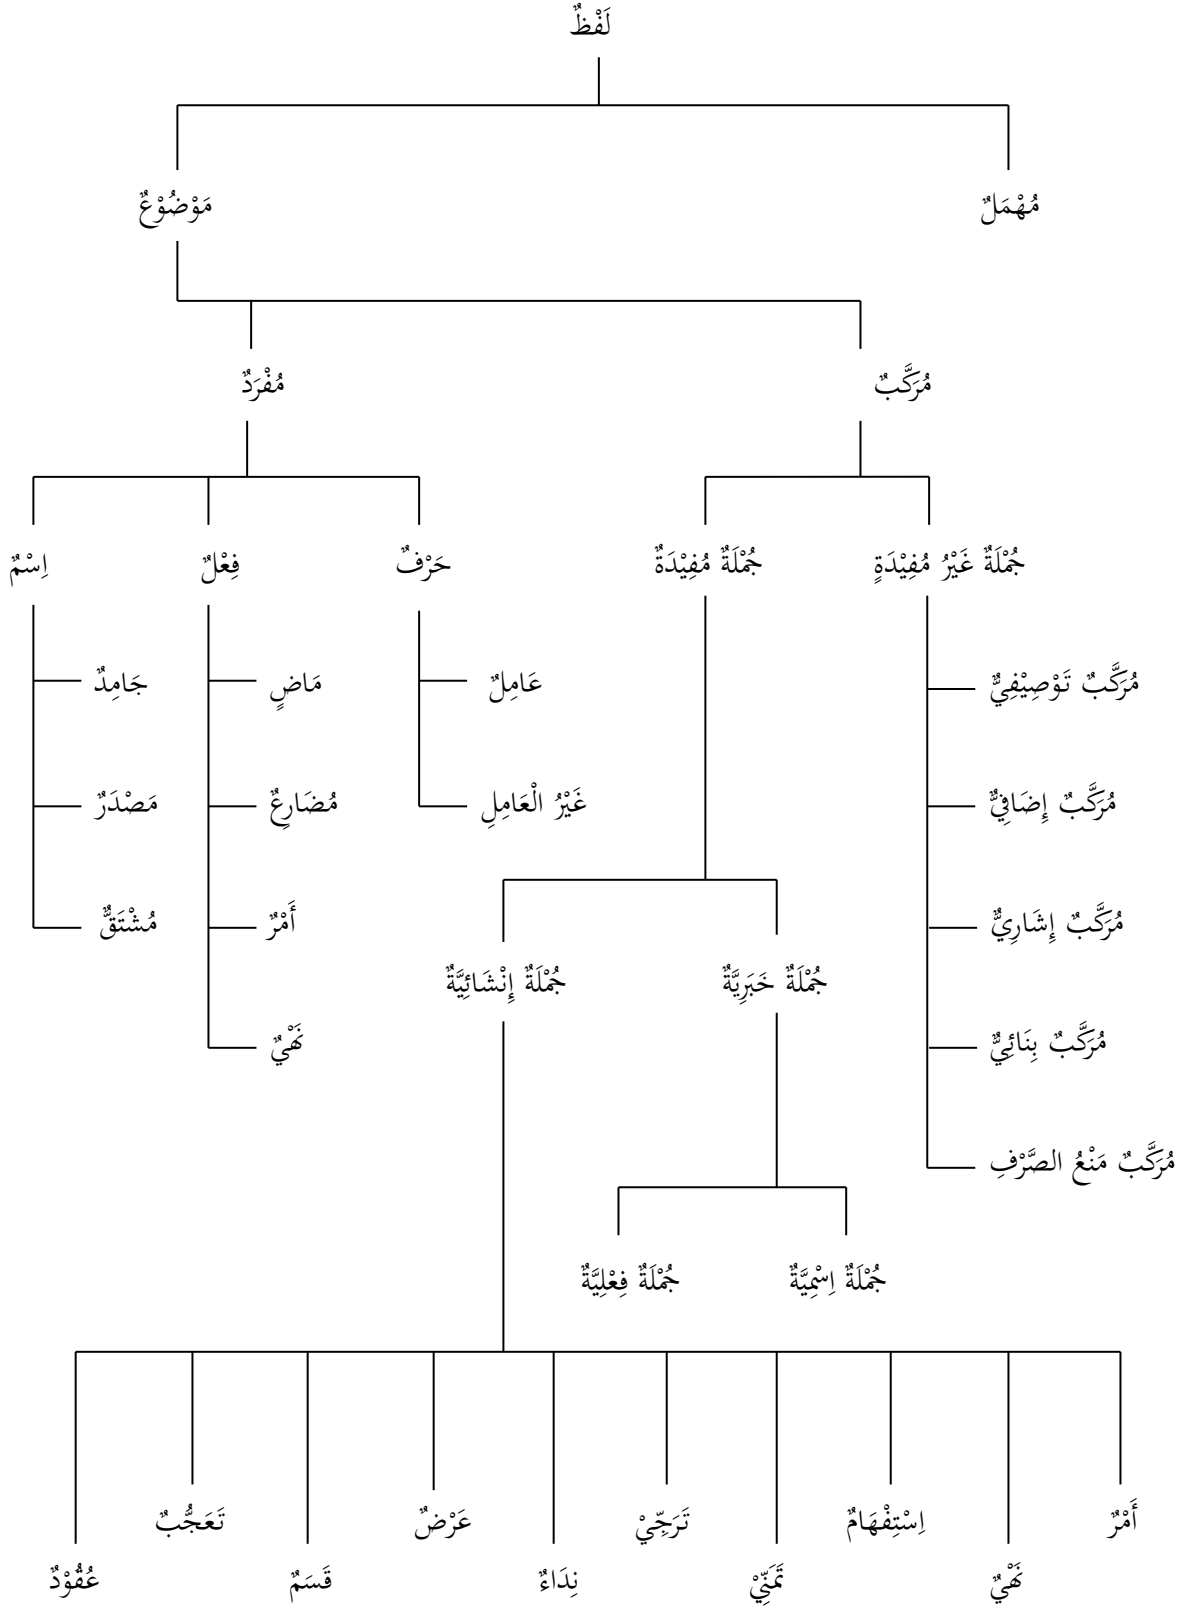 لَفْظٌ
مُهْمَلٌ
مَوْضُوْعٌ
مُرَكَّبٌ
مُفْرَدٌ
جُمْلَةٌ غَيْرُ مُفِيْدَةٍ
جُمْلَةٌ مُفِيْدَةٌ
حَرْفٌ
فِعْلٌ
اِسْمٌ
مُرَكَّبٌ تَوْصِيْفِيٌّ
عَامِلٌ
مَاضٍ
جَامِدٌ
مُرَكَّبٌ إِضَافِيٌّ
غَيْرُ الْعَامِلِ
مُضَارِعٌ
مَصْدَرٌ
مُرَكَّبٌ إِشَارِيٌّ
أَمْرٌ
مُشْتَقٌّ
جُمْلَةٌ خَبَرِيَّةٌ
جُمْلَةٌ إِنْشَائِيَّةٌ
مُرَكَّبٌ بِنَائِيٌّ
نَهْيٌ
مُرَكَّبٌ مَنْعُ الصَّرْفِ
جُمْلَةٌ اِسْمِيَّةٌ
جُمْلَةٌ فِعْلِيَّةٌ
أَمْرٌ
اِسْتِفْهَامٌ
تَرَجِّيْ
عَرْضٌ
تَعَجُّبٌ
نَهْيٌ
تَمَنِّيْ
نِدَاءٌ
قَسَمٌ
عُقُوْدٌ